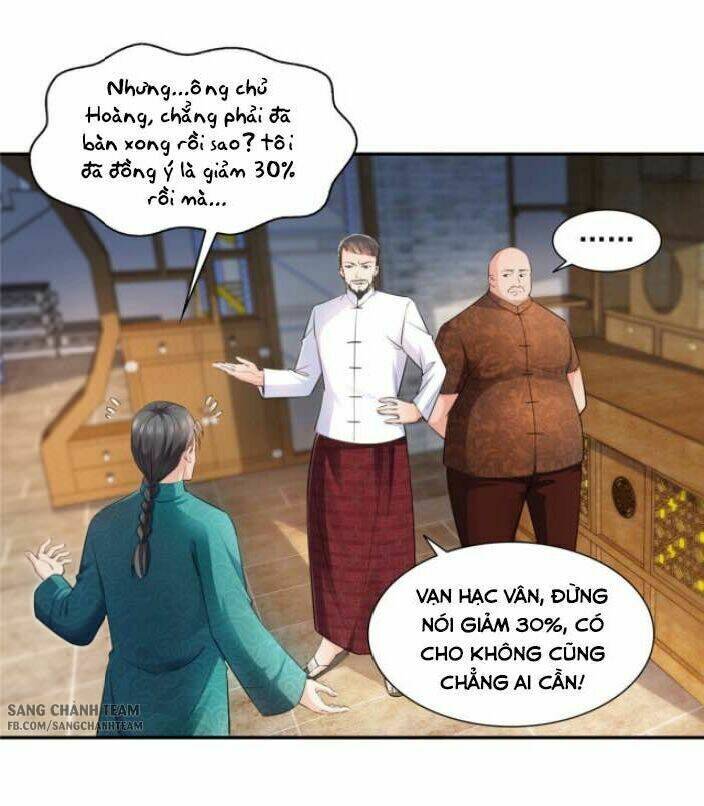 Nhưng...ông chủ
Hoàng, chẳng phải đã
bàn xong rồi sao? tôi
đã đồng ý là giảm 30%
rồi mà...
.......
VẠN HẠC VÂN, ĐỪNG
NÓI GIẢM 30%, CÓ
CHO KHÔNG CŨNG
CHẲNG AI CẦN!
SANG CHẢNH TEAM
FB.COM/SANGCHANHTEAM